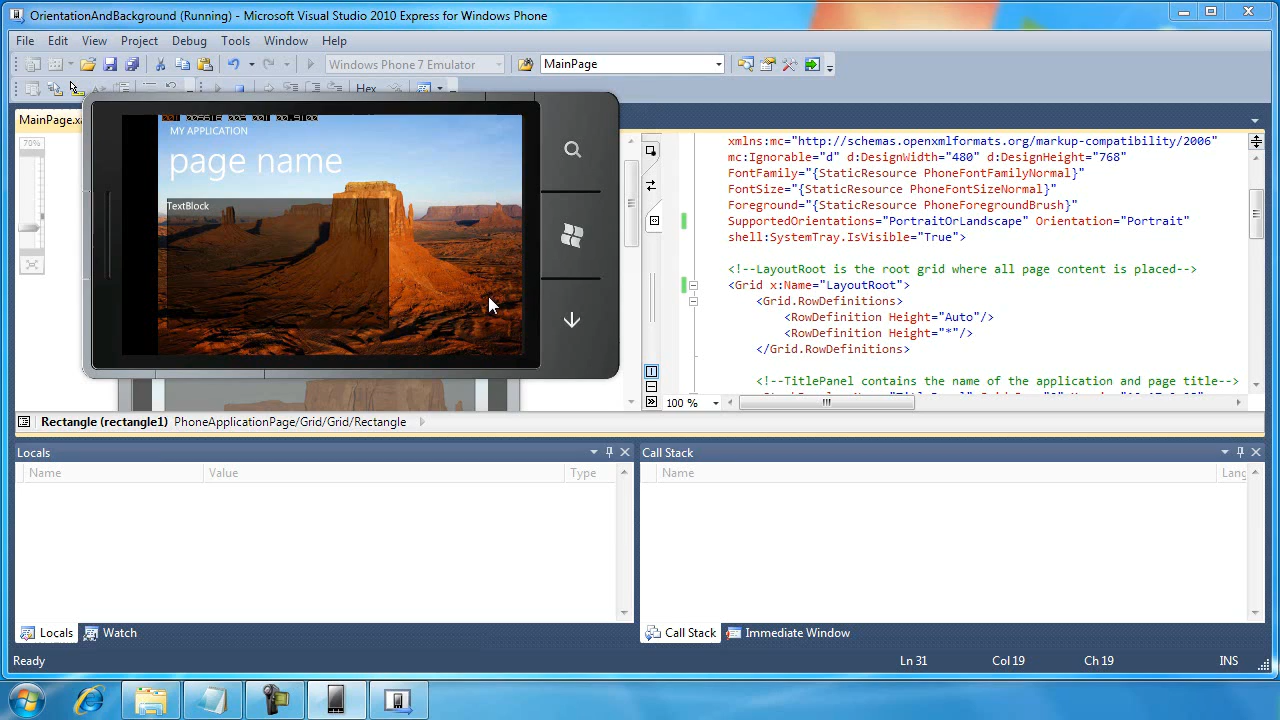 OrientationAndBackground (Running) - Microsoft Visual Studio 2010 Express for Windows Phone
File Edit View Project Debug Tools Window Help
Windows Phone 7 Emulator MainPage
Hex
MainPage.xa
79%
MY APPLICATION
page name
TextBlock
xmlns:mc="http://schemas.openxmlformats.org/markup-compatibility/2006"
mc:Ignorable="d" d:DesignWidth="480" d:DesignHeight="768"
FontFamily="{StaticResource PhoneFontFamilyNormal}"
FontSize="{StaticResource PhoneFontSizeNormal}"
Foreground="{StaticResource PhoneForegroundBrush}"
SupportedOrientations="PortraitOrLandscape" Orientation="Portrait"
shell:SystemTray.IsVisible="True">
<!--LayoutRoot is the root grid where all page content is placed-->
<Grid x:Name="LayoutRoot">
<Grid.RowDefinitions>
<RowDefinition Height="Auto"/>
<RowDefinition Height="*"/>
</Grid.RowDefinitions>
<!--TitlePanel contains the name of the application and page title-->
100 %
Rectangle (rectangle1) PhoneApplicationPage/Grid/Grid/Rectangle
Locals
Name Value Type
Call Stack
Name Lang
Locals Watch
Call Stack Immediate Window
Ready Ln 31 Col 19 Ch 19 INS